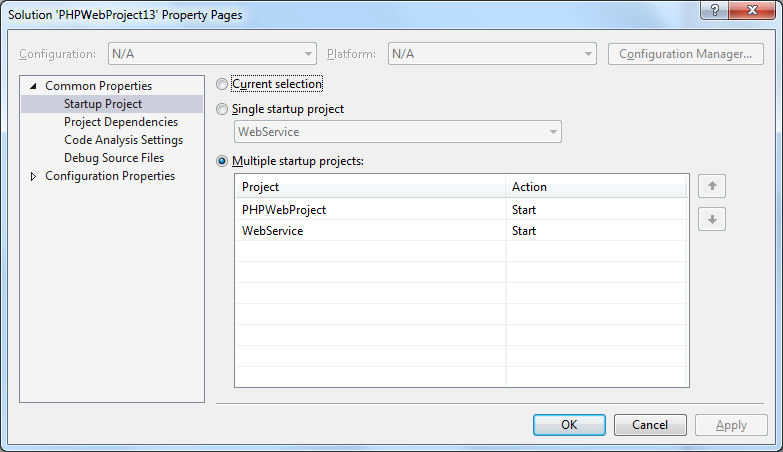 Solution 'PHPWebProject13' Property Pages
?
Configuration: N/A Platform: N/A Configuration Manager...
Common Properties
Startup Project
Project Dependencies
Code Analysis Settings
Debug Source Files
Configuration Properties
Current selection
Single startup project
WebService
Multiple startup projects:
Project Action
PHPWebProject Start
WebService Start
OK Cancel Apply